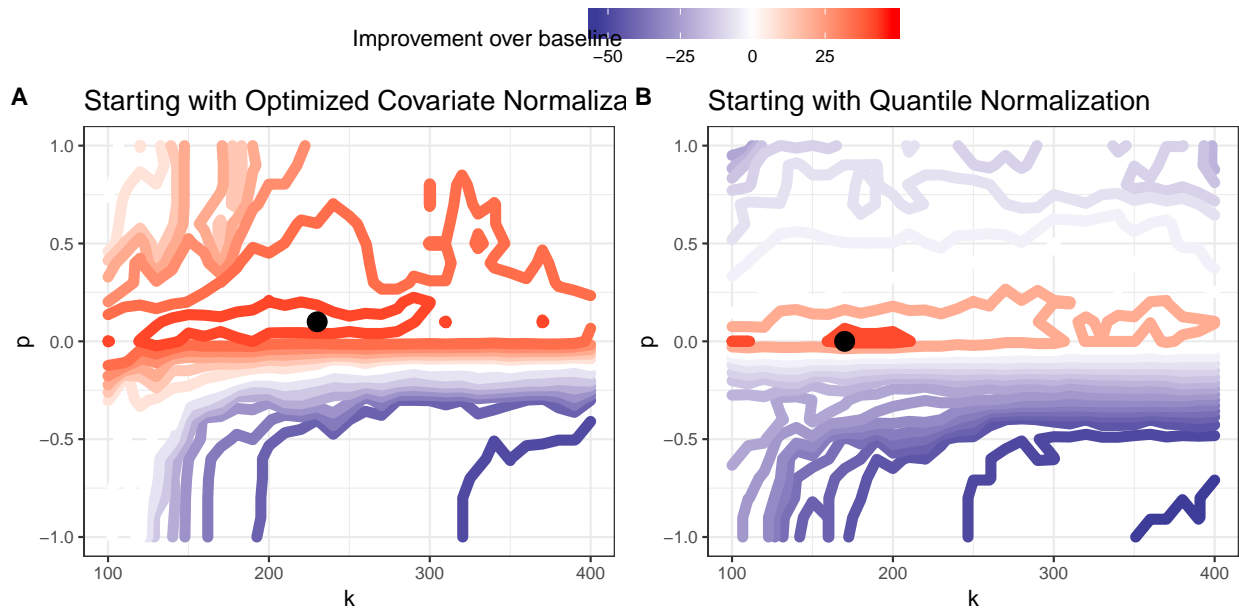 Improvement over baseline
−50 −25 0 25
A
Starting with Optimized Covariate Normaliza
B
Starting with Quantile Normalization
1.0
0.5
0.0
−0.5
−1.0
p
100 200 300 400
k
1.0
0.5
0.0
−0.5
−1.0
p
100 200 300 400
k